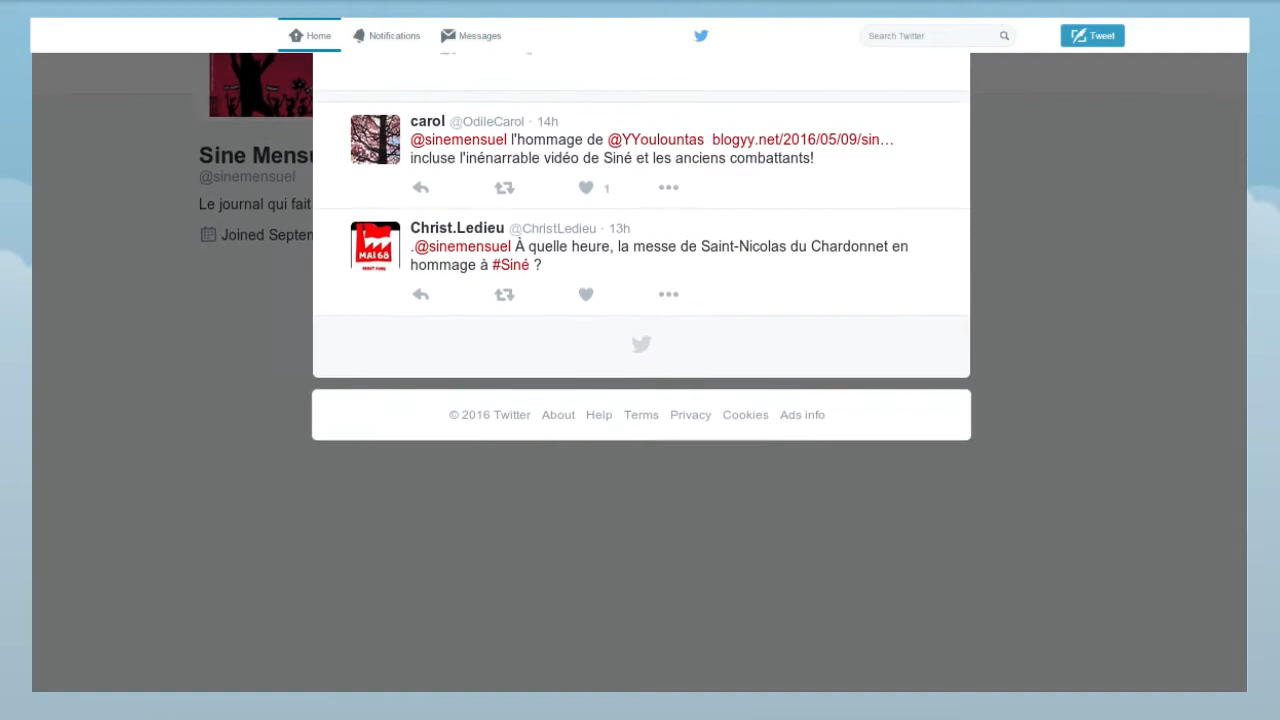 Home Notifications Messages Search Twitter Tweet
carol @OdileCarol · 14h
@sinemensuel l'hommage de @YYoulountas blogyy.net/2016/05/09/sin…
incluse l'inénarrable vidéo de Siné et les anciens combattants!
1
Christ.Ledieu @ChristLedieu · 13h
.@sinemensuel À quelle heure, la messe de Saint-Nicolas du Chardonnet en
hommage à #Siné ?
MAI 68
Sine Mensu
@sinemensuel
Le journal qui fait
Joined Septem
© 2016 Twitter About Help Terms Privacy Cookies Ads info